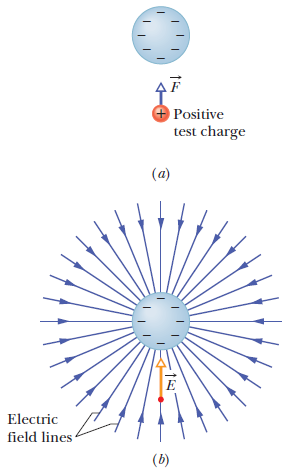 F
+ Positive
test charge
(a)
E
Electric
field lines
(b)